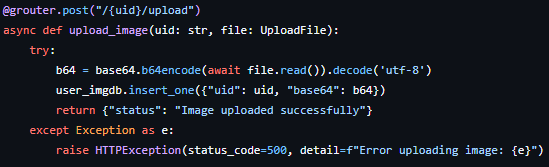 @grouter.post("/{uid}/upload")
async def upload_image(uid: str, file: UploadFile):
    try:
        b64 = base64.b64encode(await file.read()).decode('utf-8')
        user_imgdb.insert_one({"uid": uid, "base64": b64})
        return {"status": "Image uploaded successfully"}
    except Exception as e:
        raise HTTPException(status_code=500, detail=f"Error uploading image: {e}")